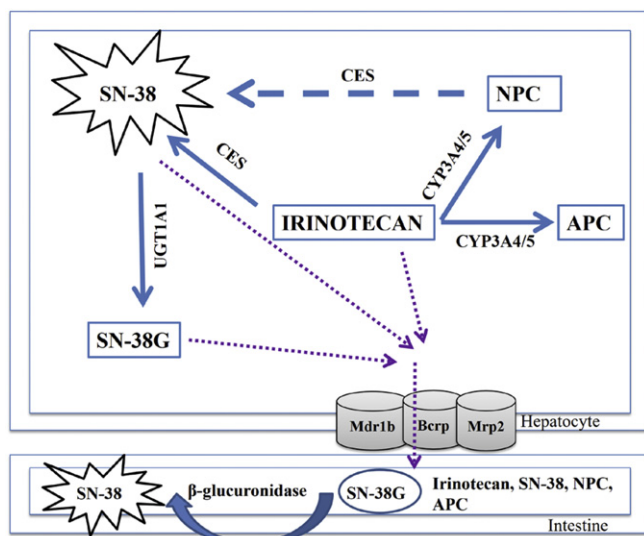 CES
SN-38
NPC
CES
CYP3A4/5
IRINOTECAN
APC
CYP3A4/5
UGT1A1
SN-38G
Mdr1b
Bcrp
Mrp2
Hepatocyte
SN-38
β-glucuronidase
SN-38G
Irinotecan, SN-38, NPC,
APC
Intestine